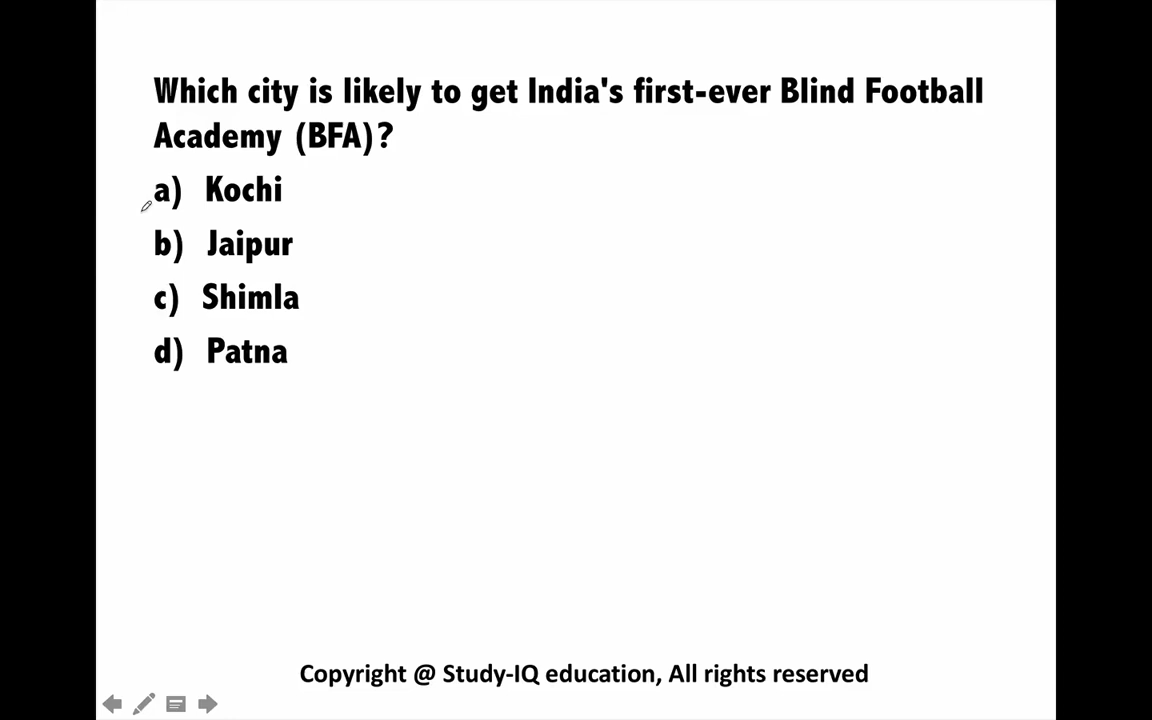 Which city is likely to get India's first-ever Blind Football
Academy (BFA)?
a) Kochi
b) Jaipur
c) Shimla
d) Patna
Copyright @ Study-IQ education, All rights reserved